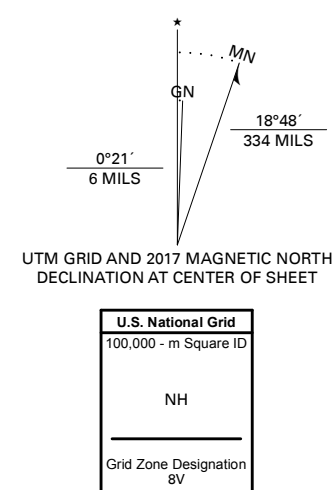 ★
MN
GN
18°48´
334 MILS
0°21´
6 MILS
UTM GRID AND 2017 MAGNETIC NORTH
DECLINATION AT CENTER OF SHEET
U.S. National Grid
100,000 - m Square ID
NH
Grid Zone Designation
8V